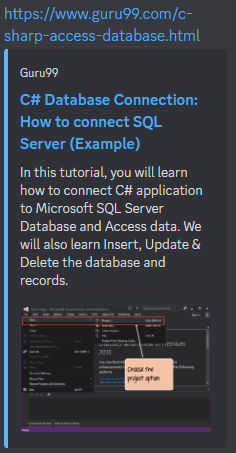 https://www.guru99.com/c-
sharp-access-database.html
Guru99
C# Database Connection:
How to connect SQL
Server (Example)
In this tutorial, you will learn
how to connect C# application
to Microsoft SQL Server
Database and Access data. We
will also learn Insert, Update &
Delete the database and
records.
Choose the
project option